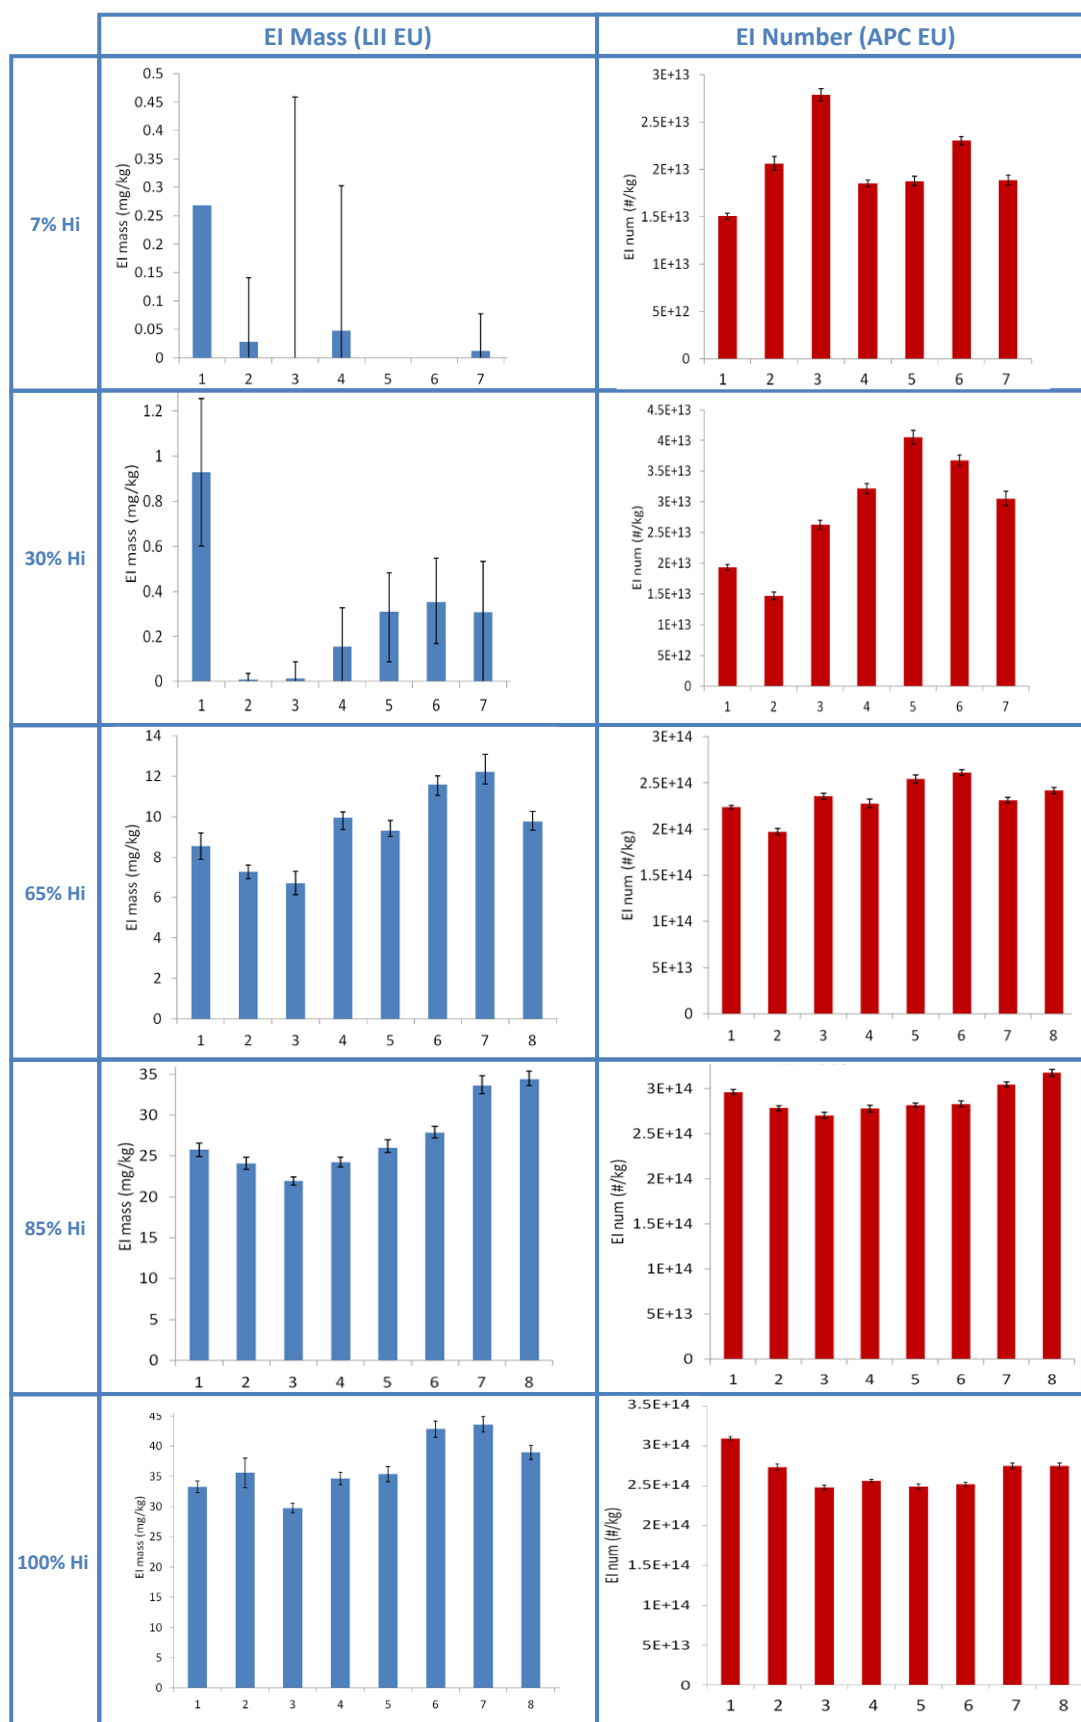 EI Mass (LII EU)
EI Number (APC EU)
7% Hi
EI mass (mg/kg)
0.5
0.45
0.4
0.35
0.3
0.25
0.2
0.15
0.1
0.05
0
1 2 3 4 5 6 7
EI num (#/kg)
3E+13
2.5E+13
2E+13
1.5E+13
1E+13
5E+12
0
1 2 3 4 5 6 7
30% Hi
EI mass (mg/kg)
1.2
1
0.8
0.6
0.4
0.2
0
1 2 3 4 5 6 7
EI num (#/kg)
4.5E+13
4E+13
3.5E+13
3E+13
2.5E+13
2E+13
1.5E+13
1E+13
5E+12
0
1 2 3 4 5 6 7
65% Hi
EI mass (mg/kg)
14
12
10
8
6
4
2
0
1 2 3 4 5 6 7 8
EI num (#/kg)
3E+14
2.5E+14
2E+14
1.5E+14
1E+14
5E+13
0
1 2 3 4 5 6 7 8
85% Hi
EI mass (mg/kg)
35
30
25
20
15
10
5
0
1 2 3 4 5 6 7 8
EI num (#/kg)
3E+14
2.5E+14
2E+14
1.5E+14
1E+14
5E+13
0
1 2 3 4 5 6 7 8
100% Hi
EI mass (mg/kg)
45
40
35
30
25
20
15
10
5
0
1 2 3 4 5 6 7 8
EI num (#/kg)
3.5E+14
3E+14
2.5E+14
2E+14
1.5E+14
1E+14
5E+13
0
1 2 3 4 5 6 7 8